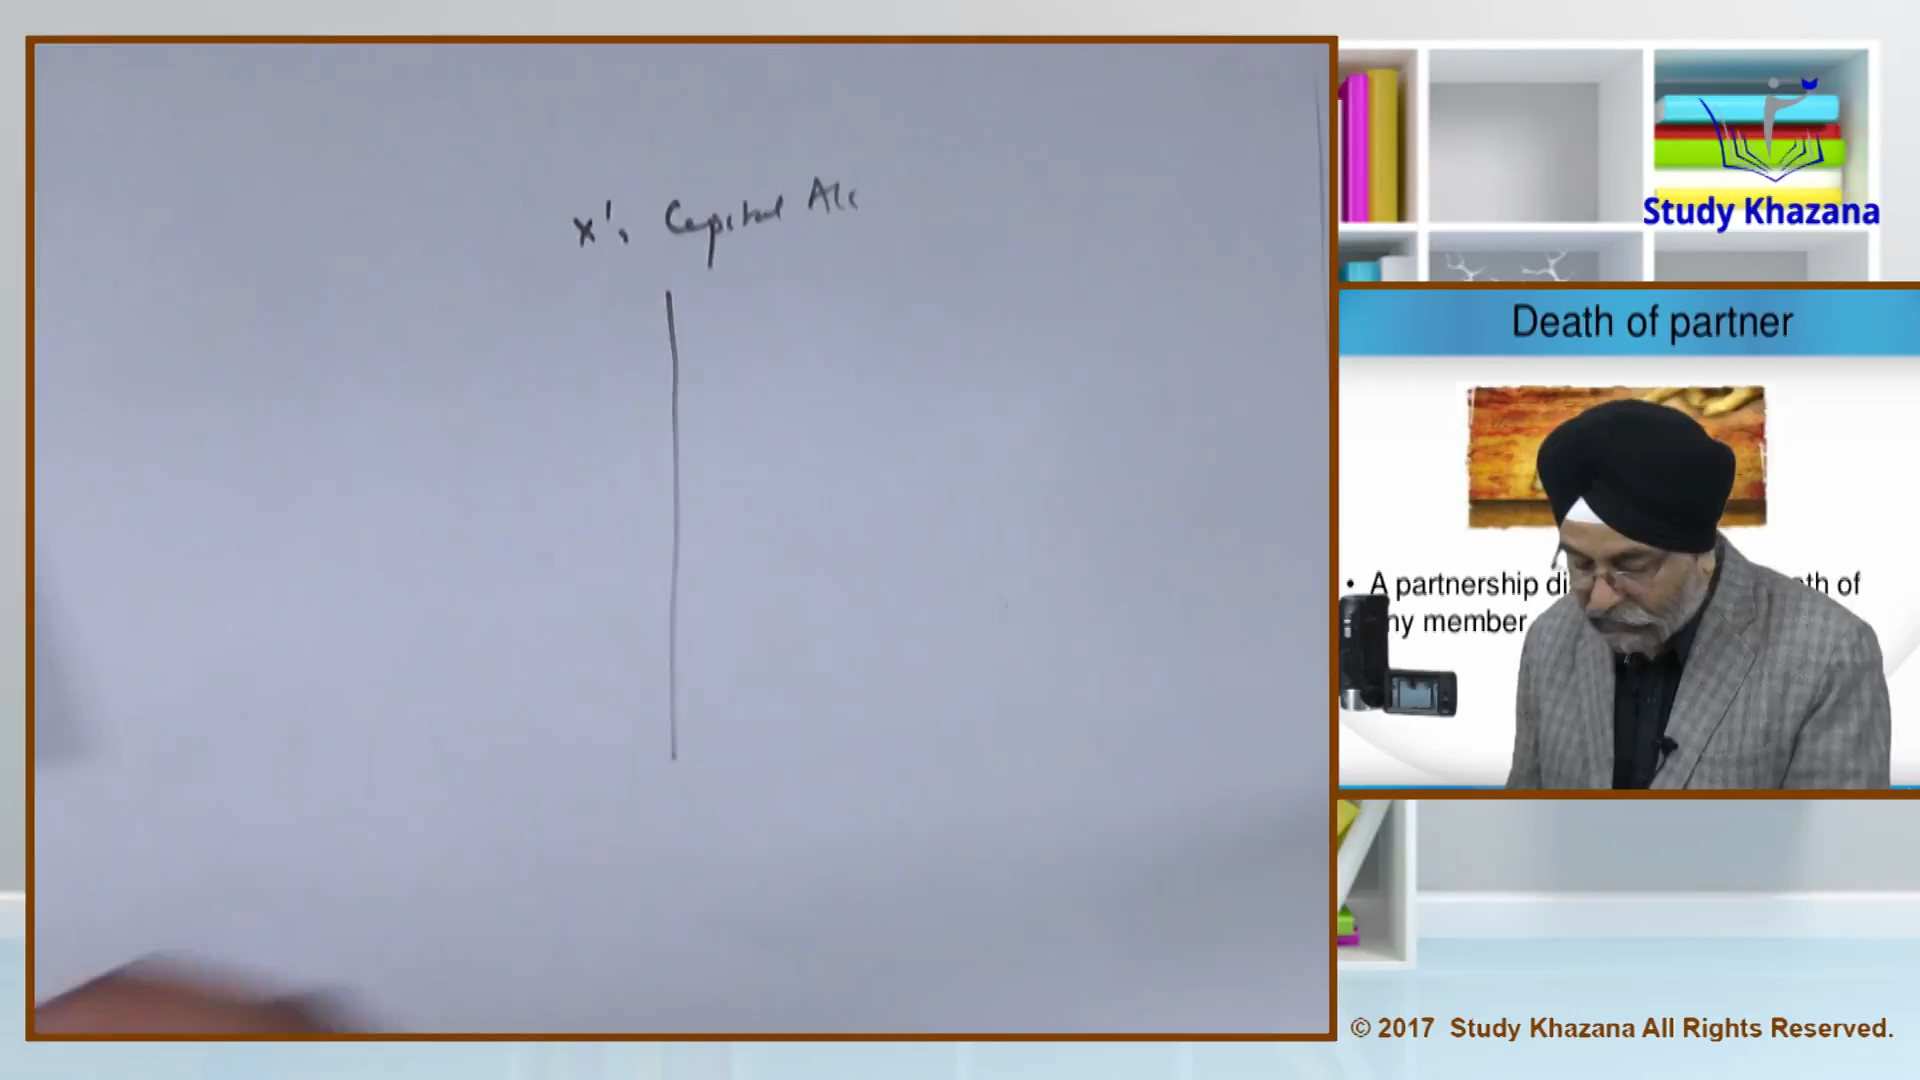 X's Capital A/c
Study Khazana
Death of partner
• A partnership di th of
ny member
© 2017 Study Khazana All Rights Reserved.